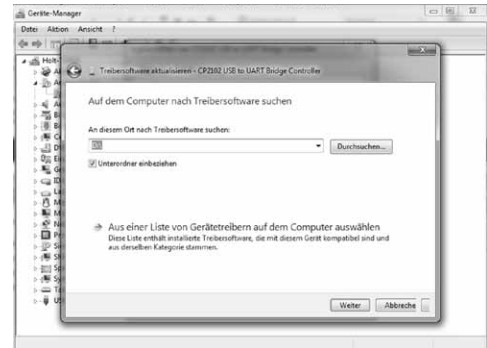 Geräte-Manager
Datei Aktion Ansicht ?
Treibersoftware aktualisieren - CP2102 USB to UART Bridge Controller
Auf dem Computer nach Treibersoftware suchen
An diesem Ort nach Treibersoftware suchen:
Durchsuchen...
Unterordner einbeziehen
Aus einer Liste von Gerätetreibern auf dem Computer auswählen
Diese Liste enthält installierte Treibersoftware, die mit diesem Gerät kompatibel sind und
aus derselben Kategorie stammen.
Weiter Abbreche